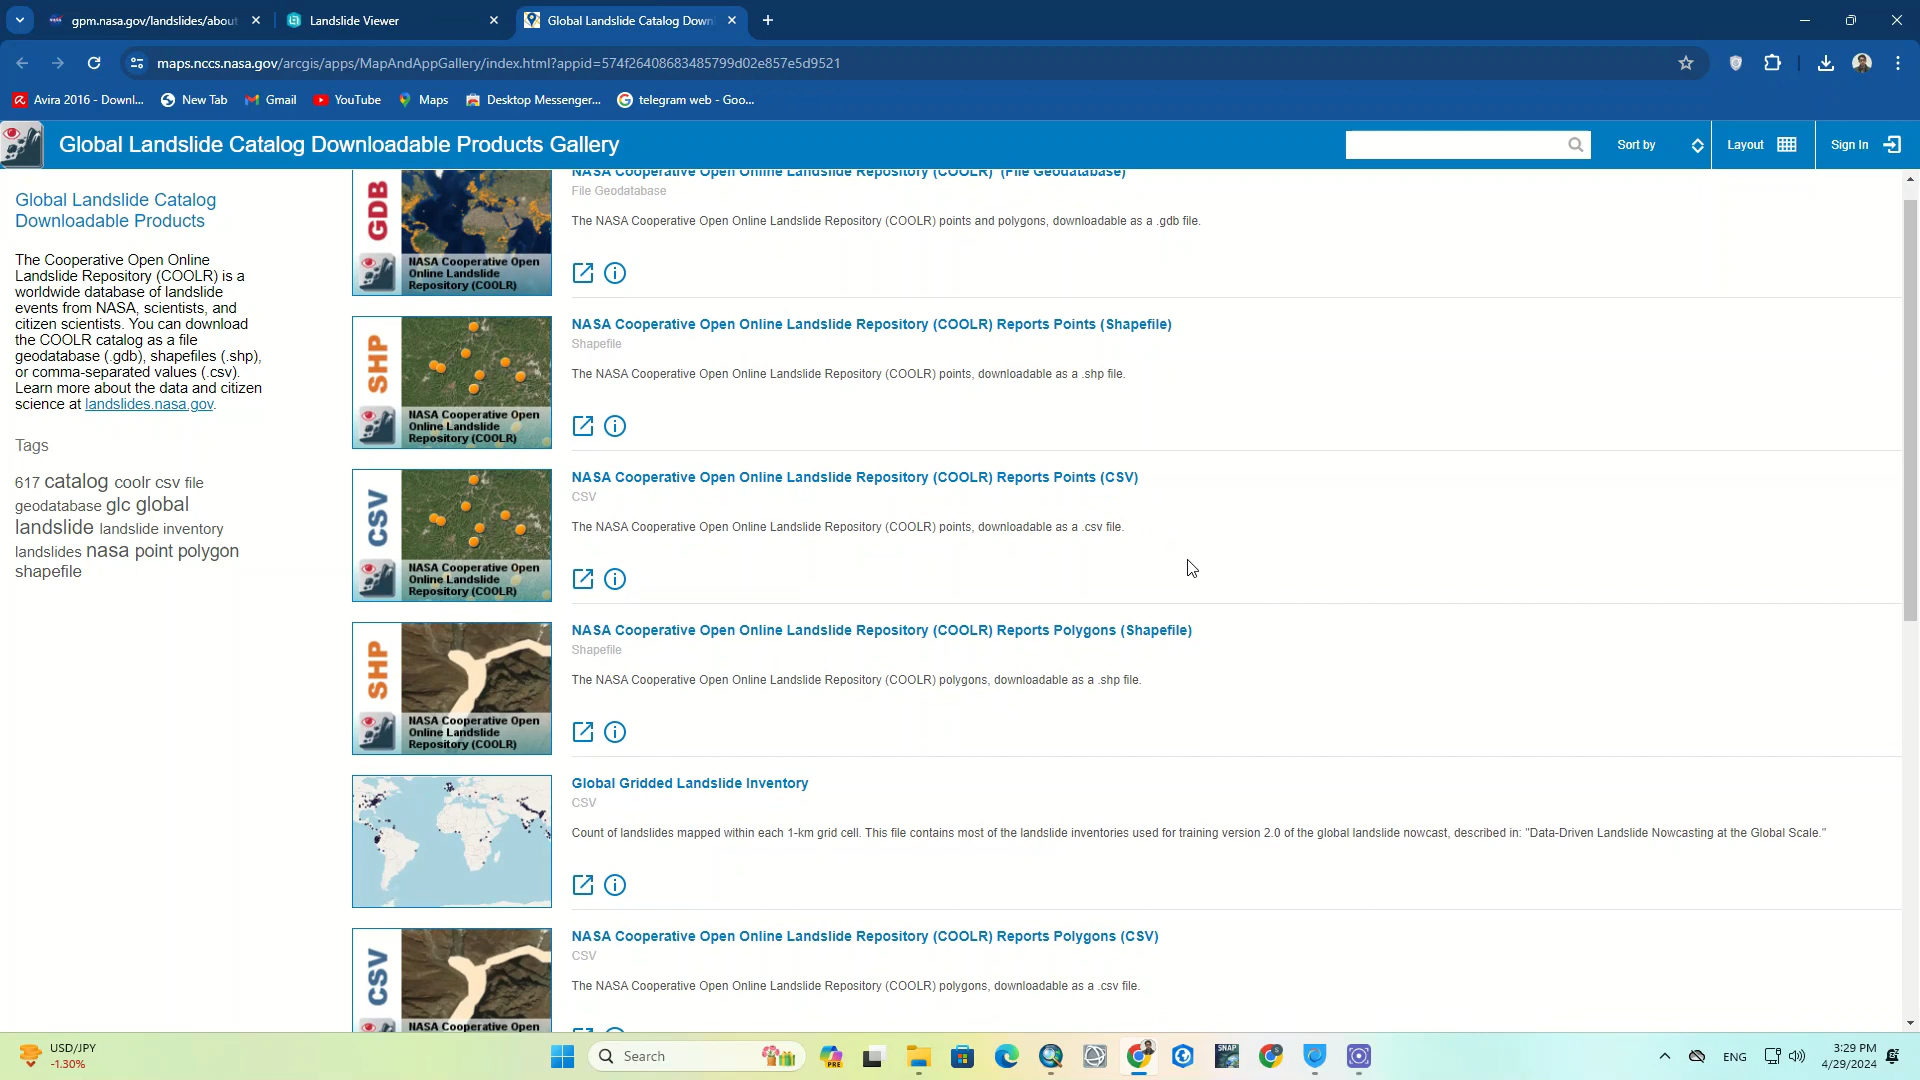 gpm.nasa.gov/landslides/about
Landslide Viewer
Global Landslide Catalog Down
maps.nccs.nasa.gov/arcgis/apps/MapAndAppGallery/index.html?appid=574f26408683485799d02e857e5d9521
Avira 2016 - Downl...
New Tab
Gmail
YouTube
Maps
Desktop Messenger...
telegram web - Goo...
Global Landslide Catalog Downloadable Products Gallery
Sort by
Layout
Sign In
Global Landslide Catalog
Downloadable Products
The Cooperative Open Online
Landslide Repository (COOLR) is a
worldwide database of landslide
events from NASA, scientists, and
citizen scientists. You can download
the COOLR catalog as a file
geodatabase (.gdb), shapefiles (.shp),
or comma-separated values (.csv).
Learn more about the data and citizen
science at landslides.nasa.gov.
Tags
617 catalog coolr csv file
geodatabase glc global
landslide landslide inventory
landslides nasa point polygon
shapefile
GDB
NASA Cooperative Open
Online Landslide
Repository (COOLR)
NASA Cooperative Open Online Landslide Repository (COOLR) (File Geodatabase)
File Geodatabase
The NASA Cooperative Open Online Landslide Repository (COOLR) points and polygons, downloadable as a .gdb file.
SHP
NASA Cooperative Open
Online Landslide
Repository (COOLR)
NASA Cooperative Open Online Landslide Repository (COOLR) Reports Points (Shapefile)
Shapefile
The NASA Cooperative Open Online Landslide Repository (COOLR) points, downloadable as a .shp file.
CSV
NASA Cooperative Open
Online Landslide
Repository (COOLR)
NASA Cooperative Open Online Landslide Repository (COOLR) Reports Points (CSV)
CSV
The NASA Cooperative Open Online Landslide Repository (COOLR) points, downloadable as a .csv file.
SHP
NASA Cooperative Open
Online Landslide
Repository (COOLR)
NASA Cooperative Open Online Landslide Repository (COOLR) Reports Polygons (Shapefile)
Shapefile
The NASA Cooperative Open Online Landslide Repository (COOLR) polygons, downloadable as a .shp file.
Global Gridded Landslide Inventory
CSV
Count of landslides mapped within each 1-km grid cell. This file contains most of the landslide inventories used for training version 2.0 of the global landslide nowcast, described in: "Data-Driven Landslide Nowcasting at the Global Scale."
CSV
NASA Cooperative Open
NASA Cooperative Open Online Landslide Repository (COOLR) Reports Polygons (CSV)
CSV
The NASA Cooperative Open Online Landslide Repository (COOLR) polygons, downloadable as a .csv file.
USD/JPY
-1.30%
Search
PRE
SNAP
ENG
3:29 PM
4/29/2024